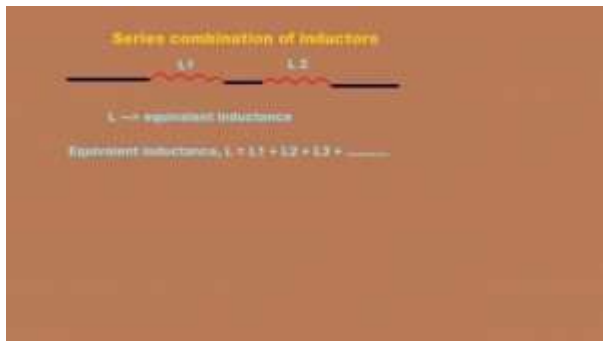 Series combination of Inductors
L1 L2
L —> equivalent inductance
Equivalent inductance, L = L1 + L2 + L3 + ..........